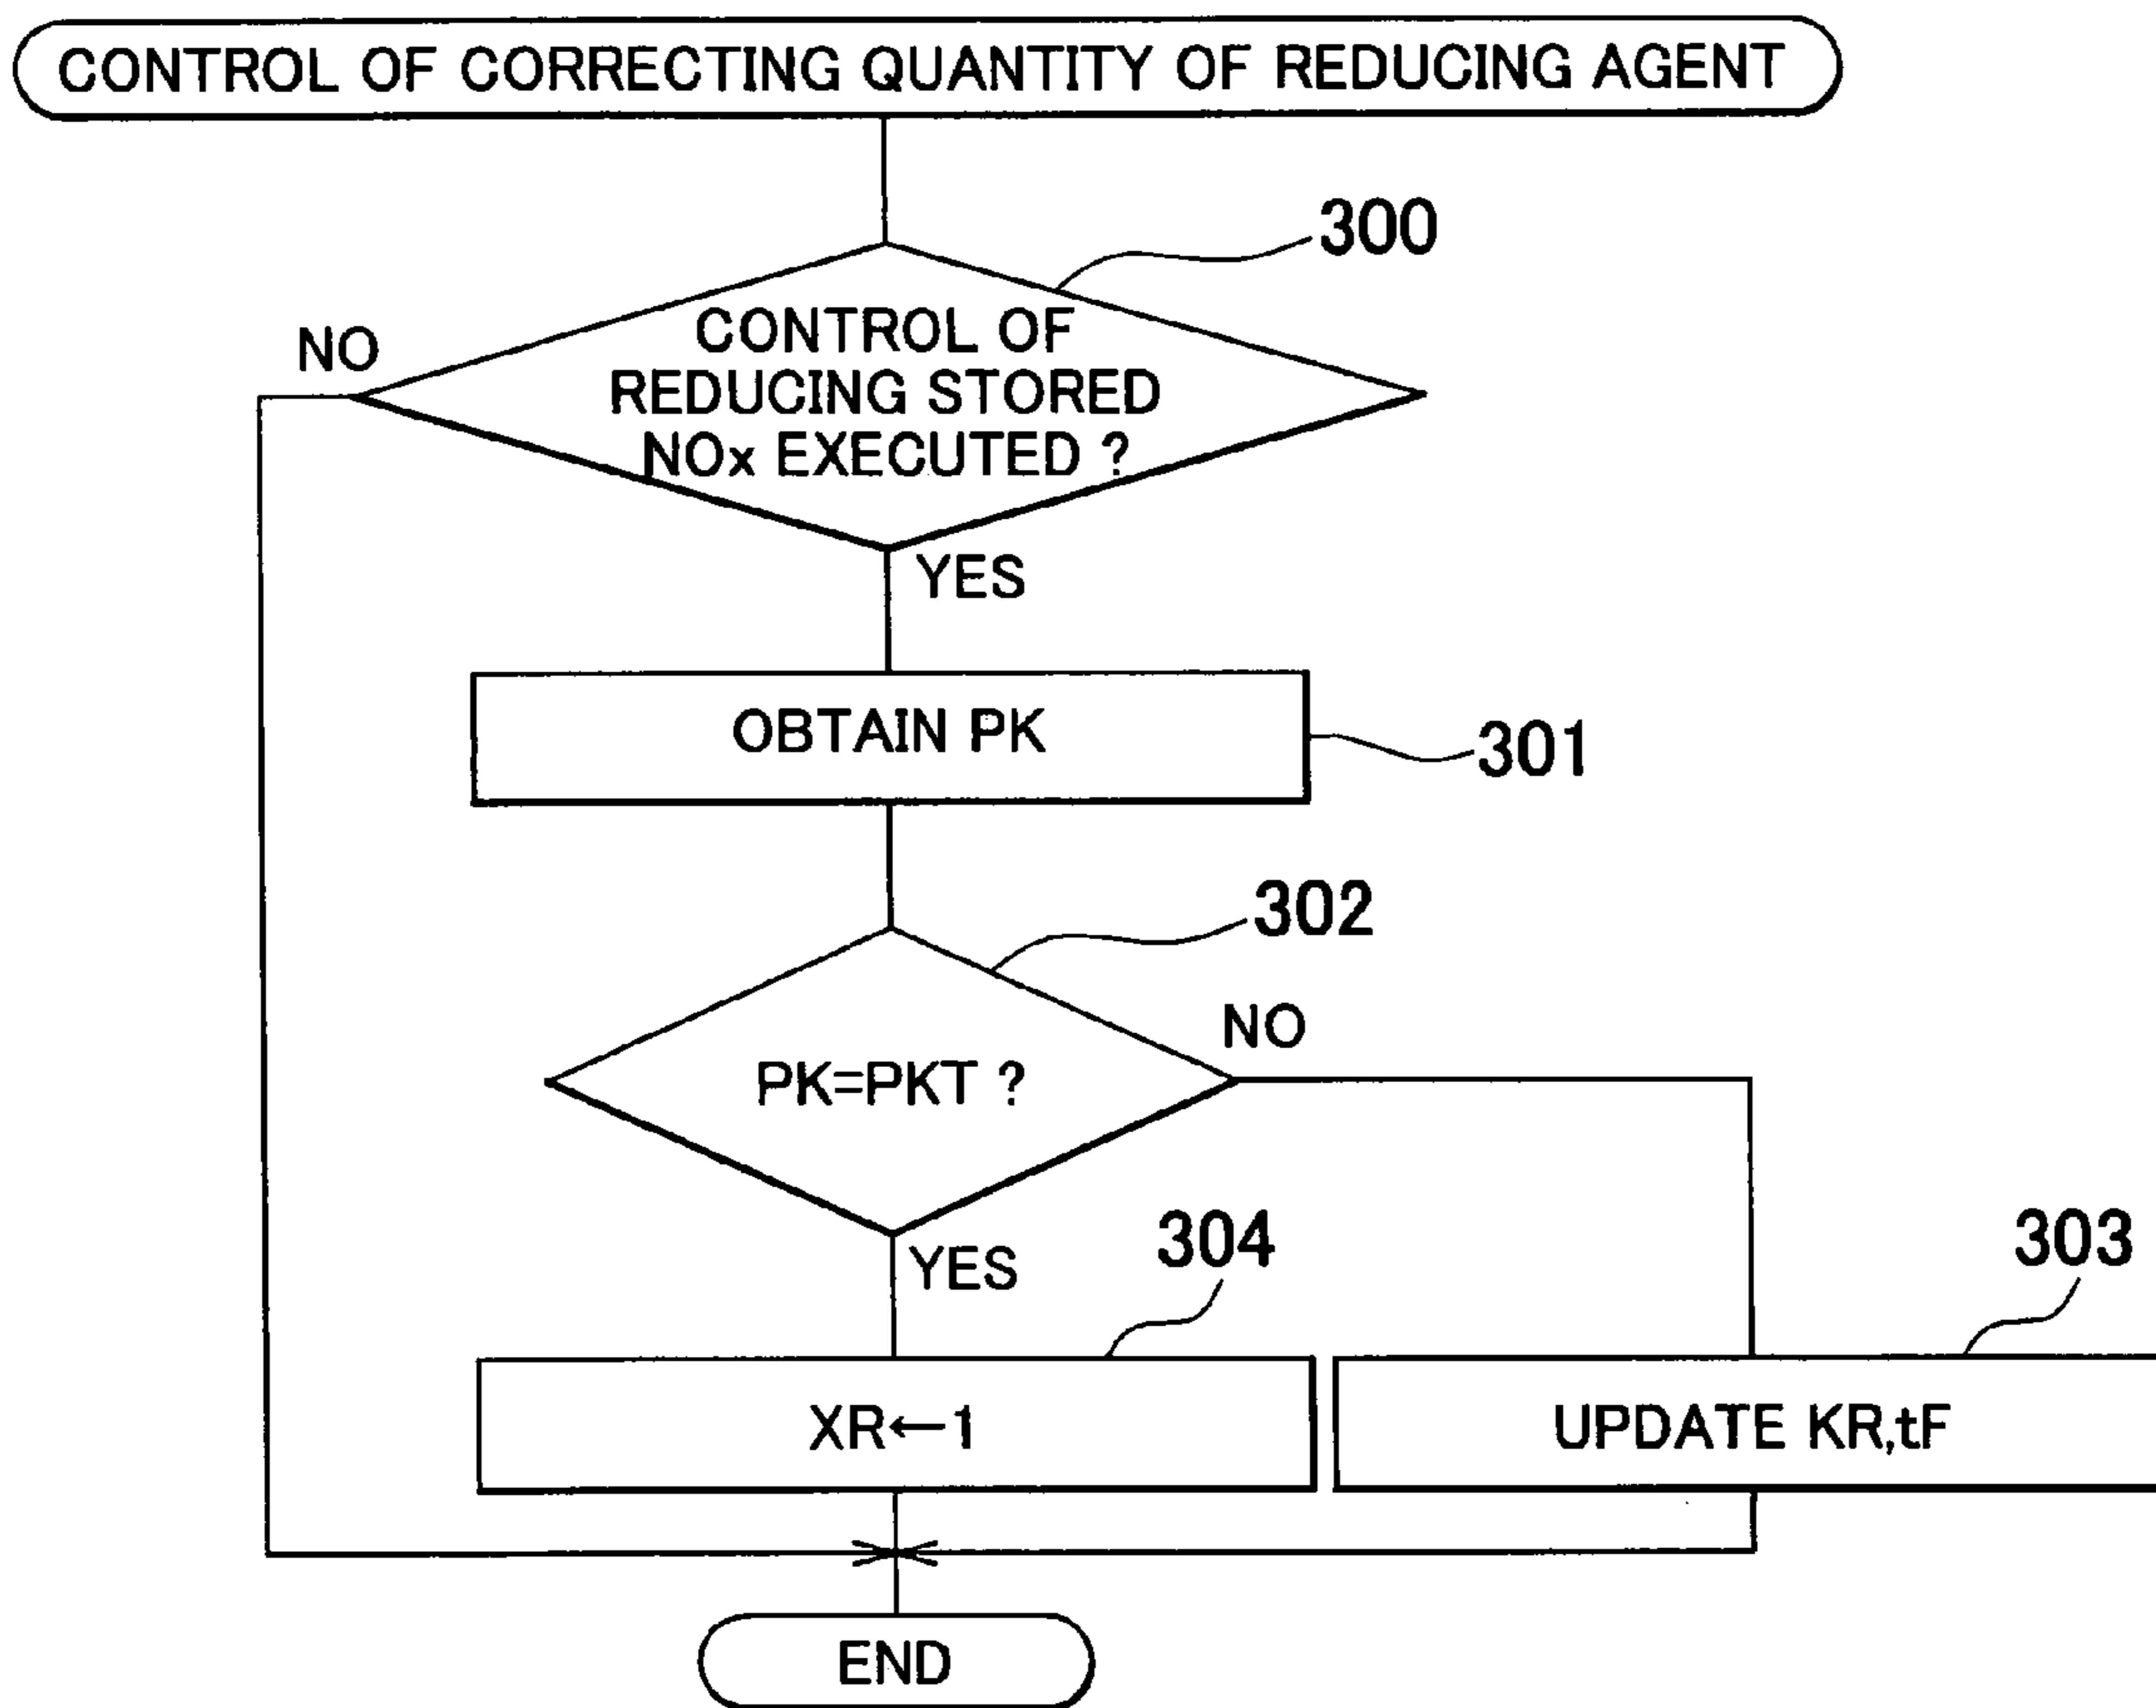 CONTROL OF CORRECTING QUANTITY OF REDUCING AGENT
300
NO
CONTROL OF
REDUCING STORED
NOx EXECUTED ?
YES
OBTAIN PK
301
302
NO
PK=PKT ?
YES
304
303
XR←1
UPDATE KR,tF
END